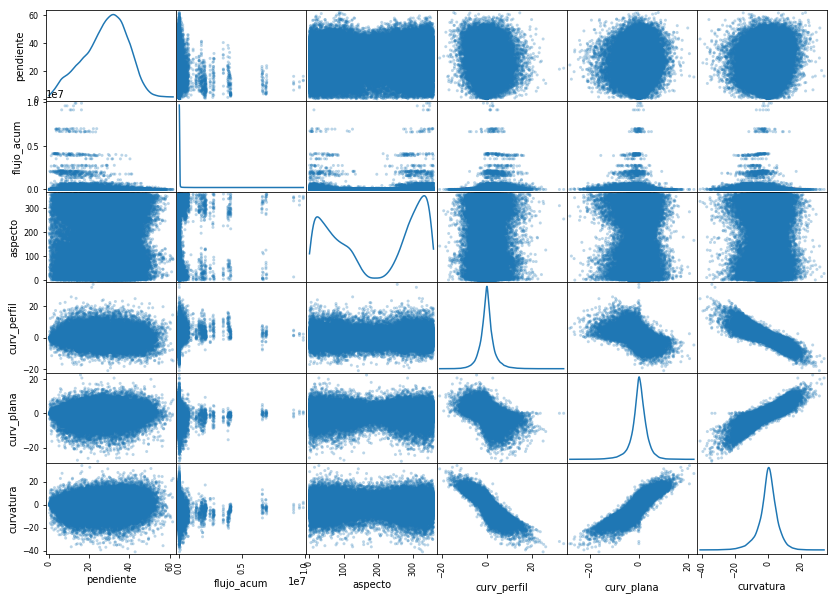 60
40
20
0
pendiente
1e7
1.0
0.5
0.0
flujo_acum
300
200
100
0
aspecto
20
0
−20
curv_perfil
20
0
−20
curv_plana
20
0
−20
−40
curvatura
0 20 40 60
pendiente
0.0 0.5 1.0
flujo_acum 1e7
0 100 200 300
aspecto
−20 0 20
curv_perfil
−20 0 20
curv_plana
−40 −20 0 20
curvatura